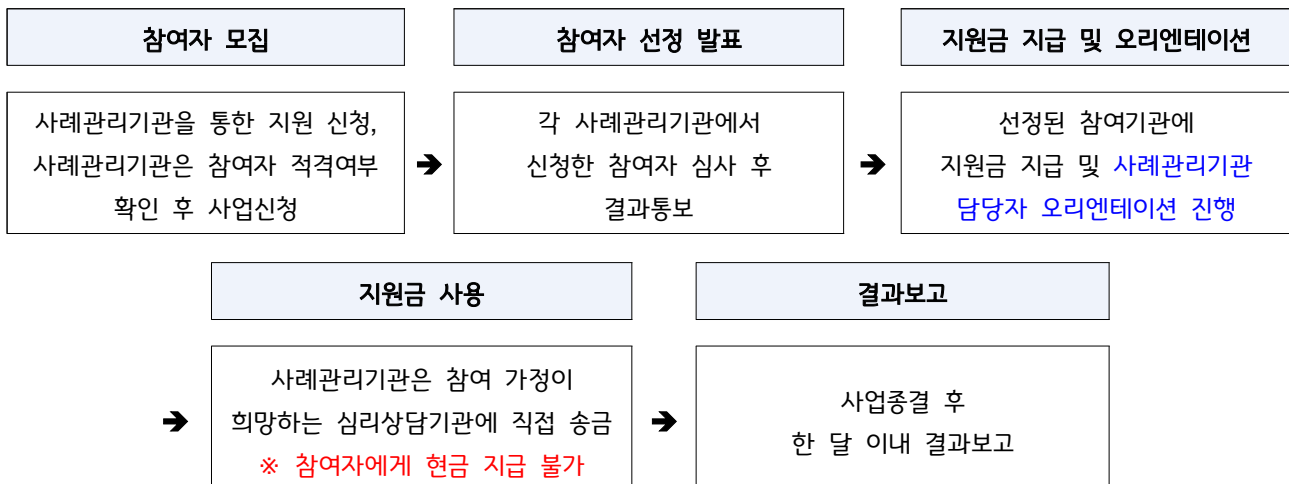 참여자 모집
사례관리기관을 통한 지원 신청,
사례관리기관은 참여자 적격여부
확인 후 사업신청
➔
참여자 선정 발표
각 사례관리기관에서
신청한 참여자 심사 후
결과통보
➔
지원금 지급 및 오리엔테이션
선정된 참여기관에
지원금 지급 및 사례관리기관
담당자 오리엔테이션 진행
➔
지원금 사용
사례관리기관은 참여 가정이
희망하는 심리상담기관에 직접 송금
※ 참여자에게 현금 지급 불가
➔
결과보고
사업종결 후
한 달 이내 결과보고